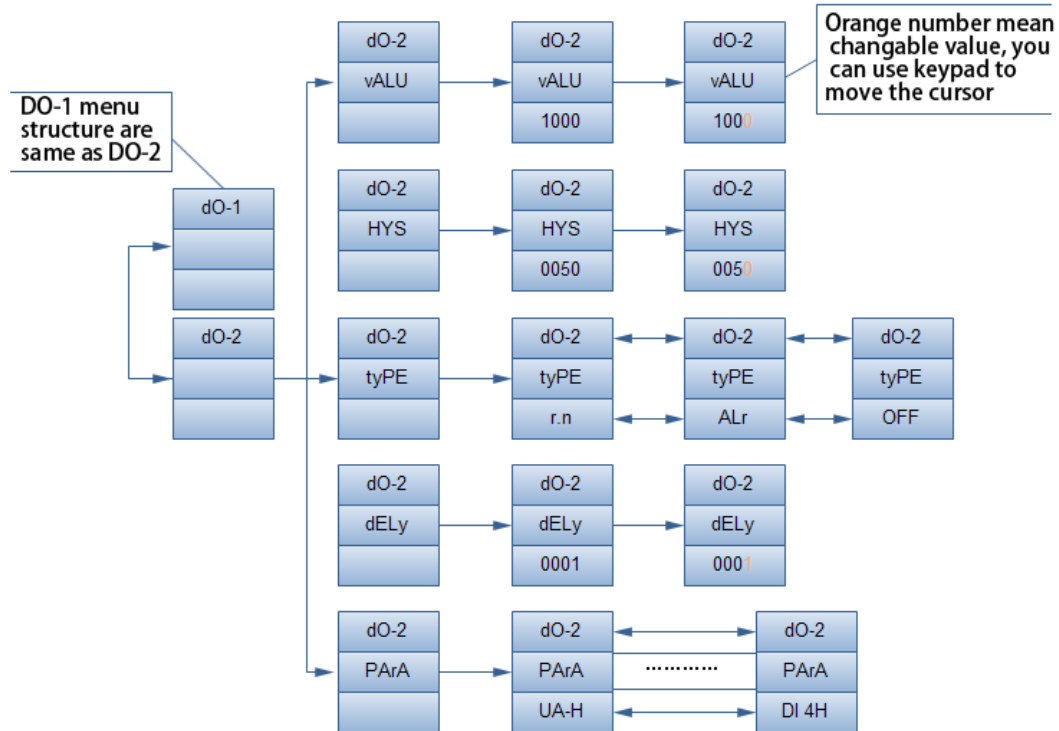 dO-2
dO-2
dO-2
vALU
vALU
vALU
1000
1000
Orange number mean
changable value, you
can use keypad to
move the cursor
DO-1 menu
structure are
same as DO-2
dO-1
dO-2
dO-2
dO-2
dO-2
HYS
HYS
HYS
0050
0050
dO-2
dO-2
dO-2
dO-2
tyPE
tyPE
tyPE
tyPE
r.n
ALr
OFF
dO-2
dO-2
dO-2
dELy
dELy
dELy
0001
0001
dO-2
dO-2
dO-2
PArA
PArA
............
PArA
UA-H
DI 4H